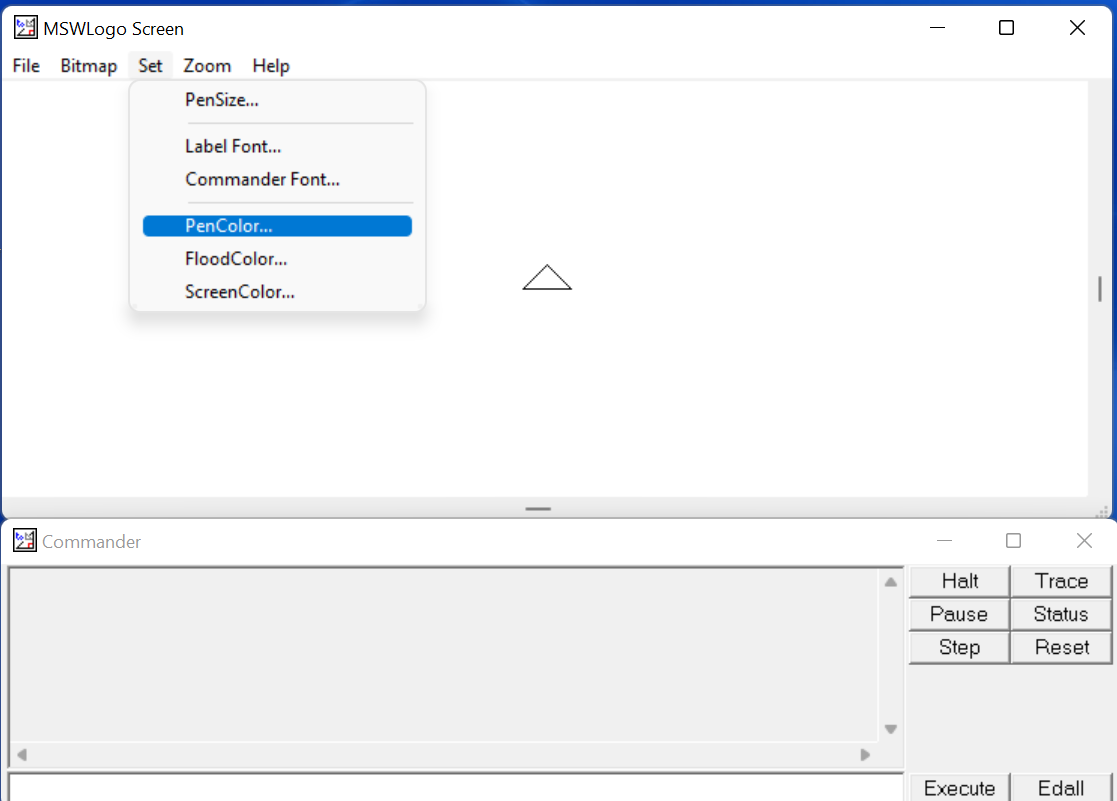 MSWLogo Screen
File Bitmap Set Zoom Help
PenSize...
Label Font...
Commander Font...
PenColor...
FloodColor...
ScreenColor...
Commander
Halt Trace
Pause Status
Step Reset
Execute Edall